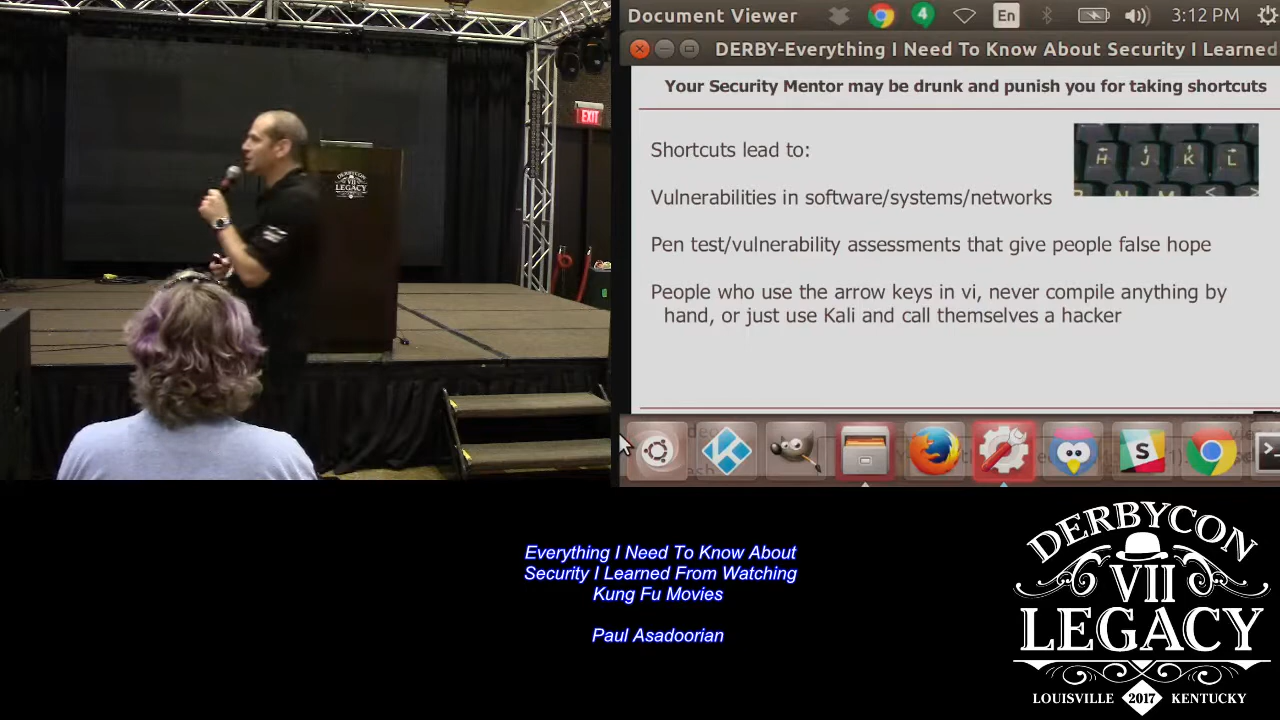 Document Viewer
4
En
3:12 PM
DERBY-Everything I Need To Know About Security I Learned
Your Security Mentor may be drunk and punish you for taking shortcuts
Shortcuts lead to:
H J K L
Vulnerabilities in software/systems/networks
Pen test/vulnerability assessments that give people false hope
People who use the arrow keys in vi, never compile anything by
hand, or just use Kali and call themselves a hacker
S
EXIT
VII
LEGACY
Everything I Need To Know About
Security I Learned From Watching
Kung Fu Movies
Paul Asadoorian
DERBYCON
VII
LEGACY
LOUISVILLE 2017 KENTUCKY